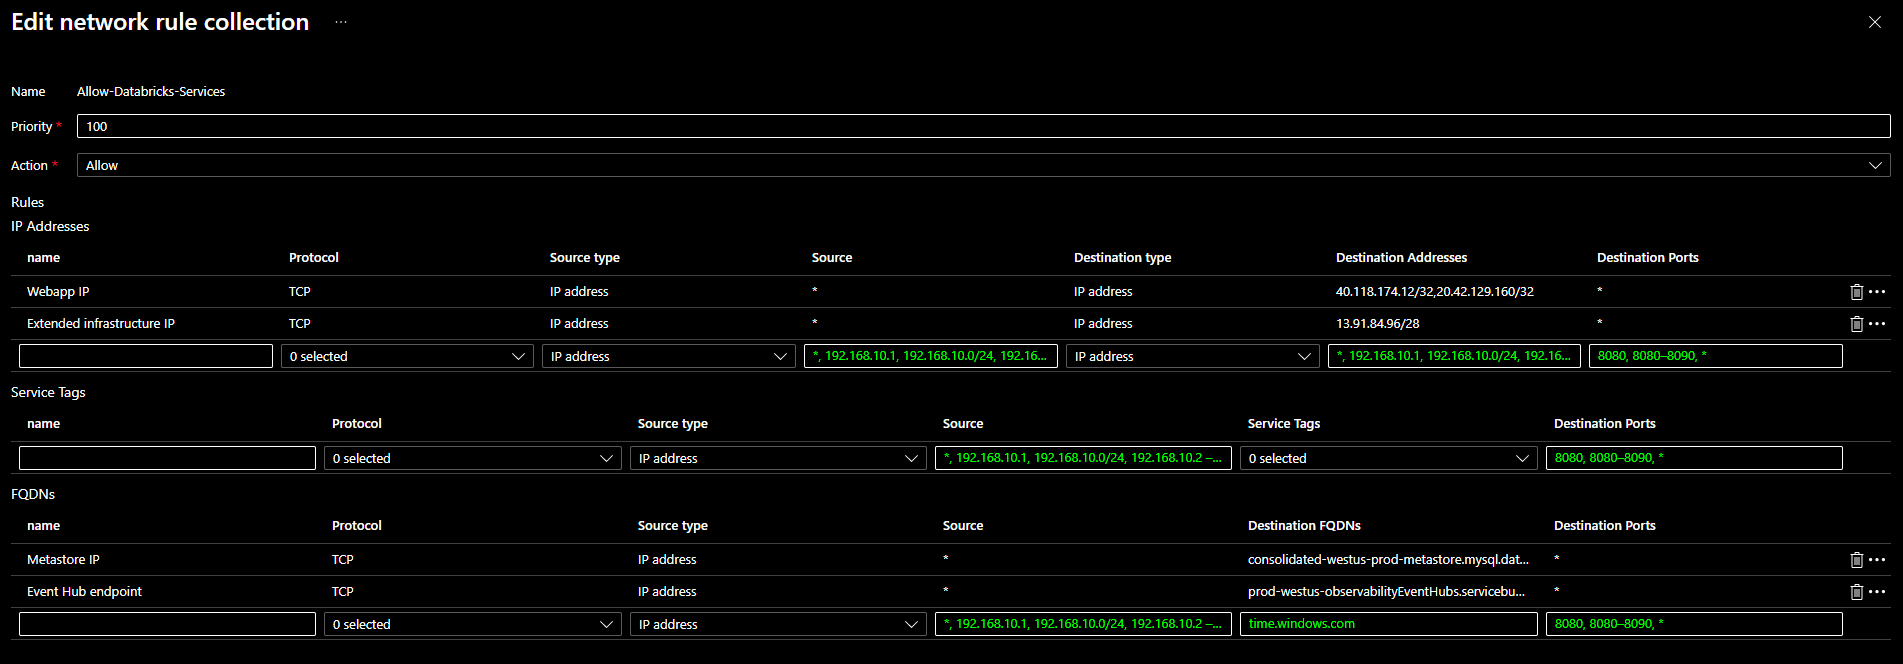 Edit network rule collection ...
Name Allow-Databricks-Services
Priority * 100
Action * Allow
Rules
IP Addresses
name Protocol Source type Source Destination type Destination Addresses Destination Ports
Webapp IP TCP IP address * IP address 40.118.174.12/32,20.42.129.160/32 *
Extended infrastructure IP TCP IP address * IP address 13.91.84.96/28 *
0 selected IP address *, 192.168.10.1, 192.168.10.0/24, 192.16... IP address *, 192.168.10.1, 192.168.10.0/24, 192.16... 8080, 8080–8090, *
Service Tags
name Protocol Source type Source Service Tags Destination Ports
0 selected IP address *, 192.168.10.1, 192.168.10.0/24, 192.168.10.2 –... 0 selected 8080, 8080–8090, *
FQDNs
name Protocol Source type Source Destination FQDNs Destination Ports
Metastore IP TCP IP address * consolidated-westus-prod-metastore.mysql.dat... *
Event Hub endpoint TCP IP address * prod-westus-observabilityEventHubs.servicebu... *
0 selected IP address *, 192.168.10.1, 192.168.10.0/24, 192.168.10.2 –... time.windows.com 8080, 8080–8090, *